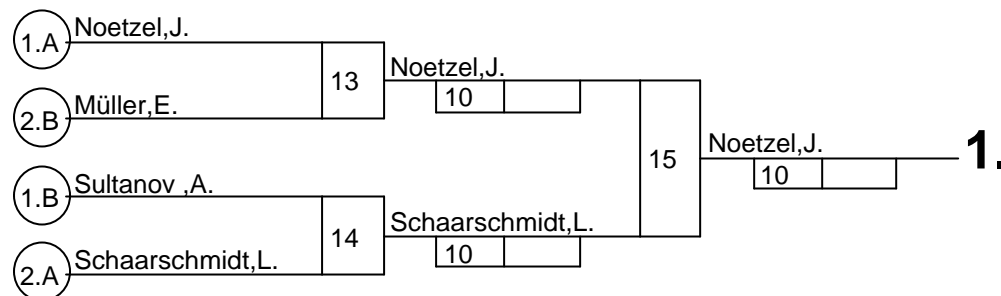 1.A Noetzel,J.
13 Noetzel,J.
10
2.B Müller,E.
15 Noetzel,J. 1.
10
1.B Sultanov ,A.
14 Schaarschmidt,L.
10
2.A Schaarschmidt,L.